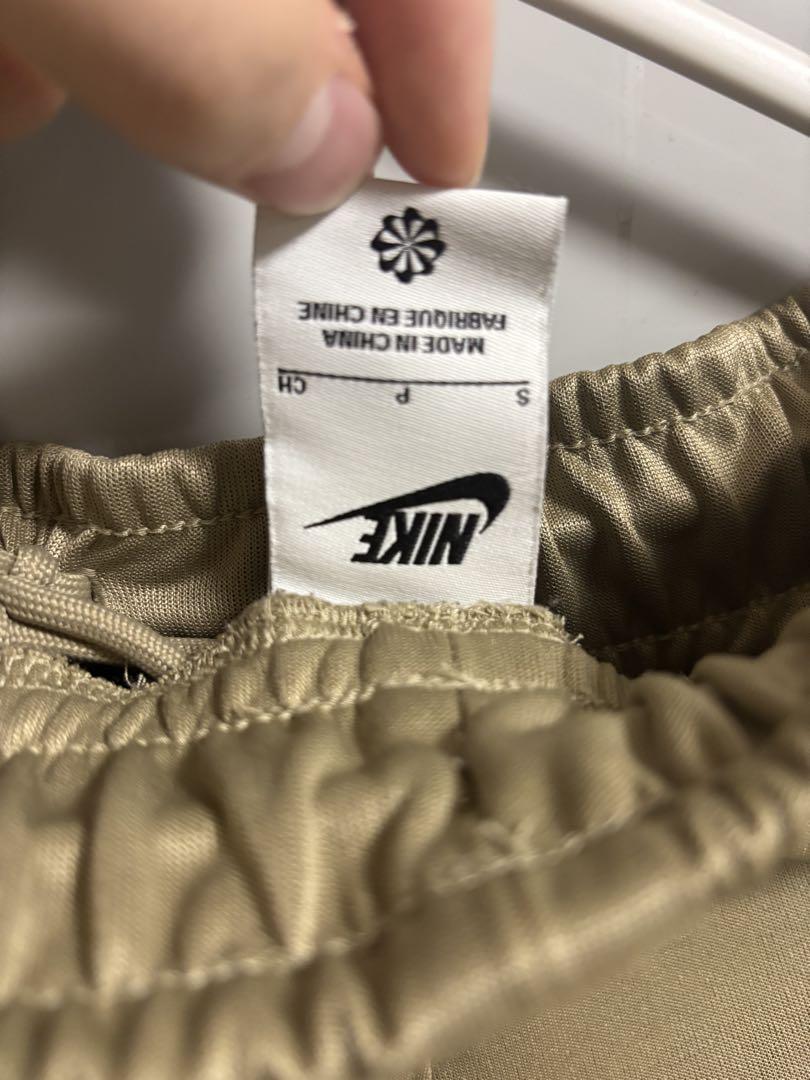 NIKE
S P CH
MADE IN CHINA
FABRIQUE EN CHINE